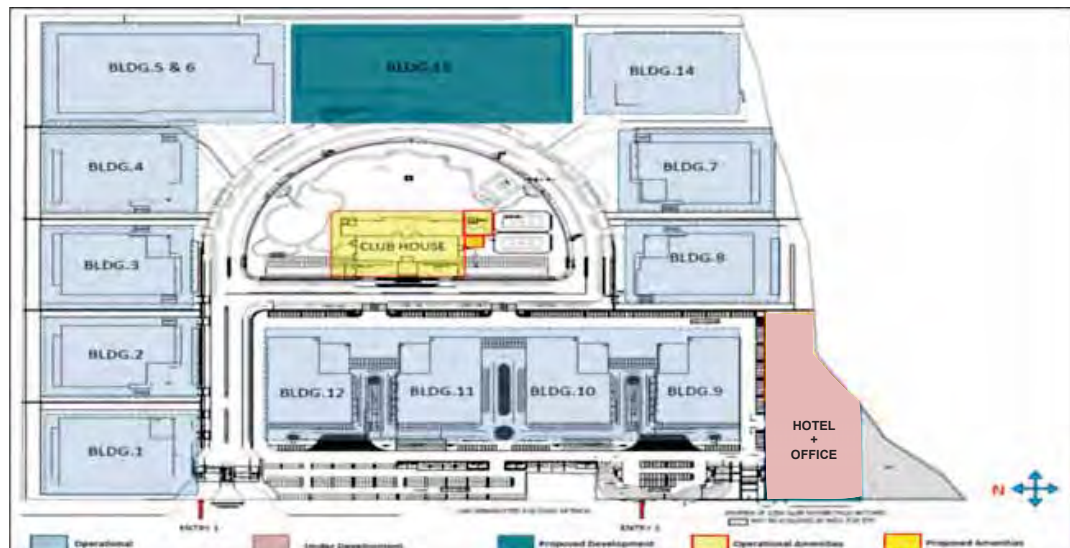 BLDG.5 & 6
BLDG.15
BLDG.14
BLDG.4
BLDG.7
CLUB HOUSE
BLDG.3
BLDG.8
BLDG.2
BLDG.12
BLDG.11
BLDG.10
BLDG.9
HOTEL
+
OFFICE
BLDG.1
N
ENTRY 1
ENTRY 2
Operational
Under Development
Proposed Development
Operational Amenities
Proposed Amenities